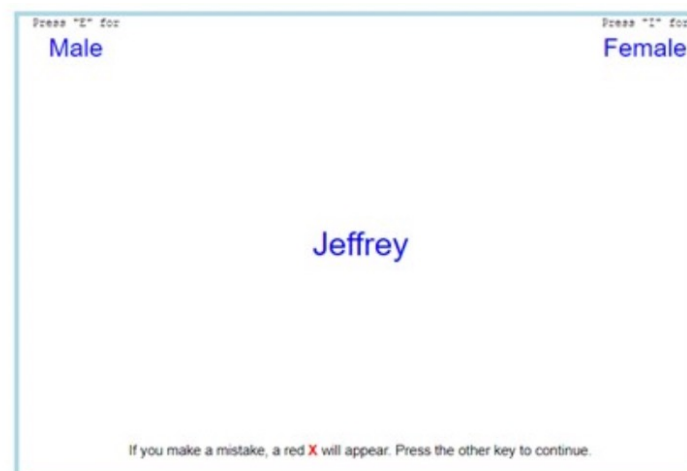 Press "E" for
Press "I" for
Male
Female
Jeffrey
If you make a mistake, a red X will appear. Press the other key to continue.